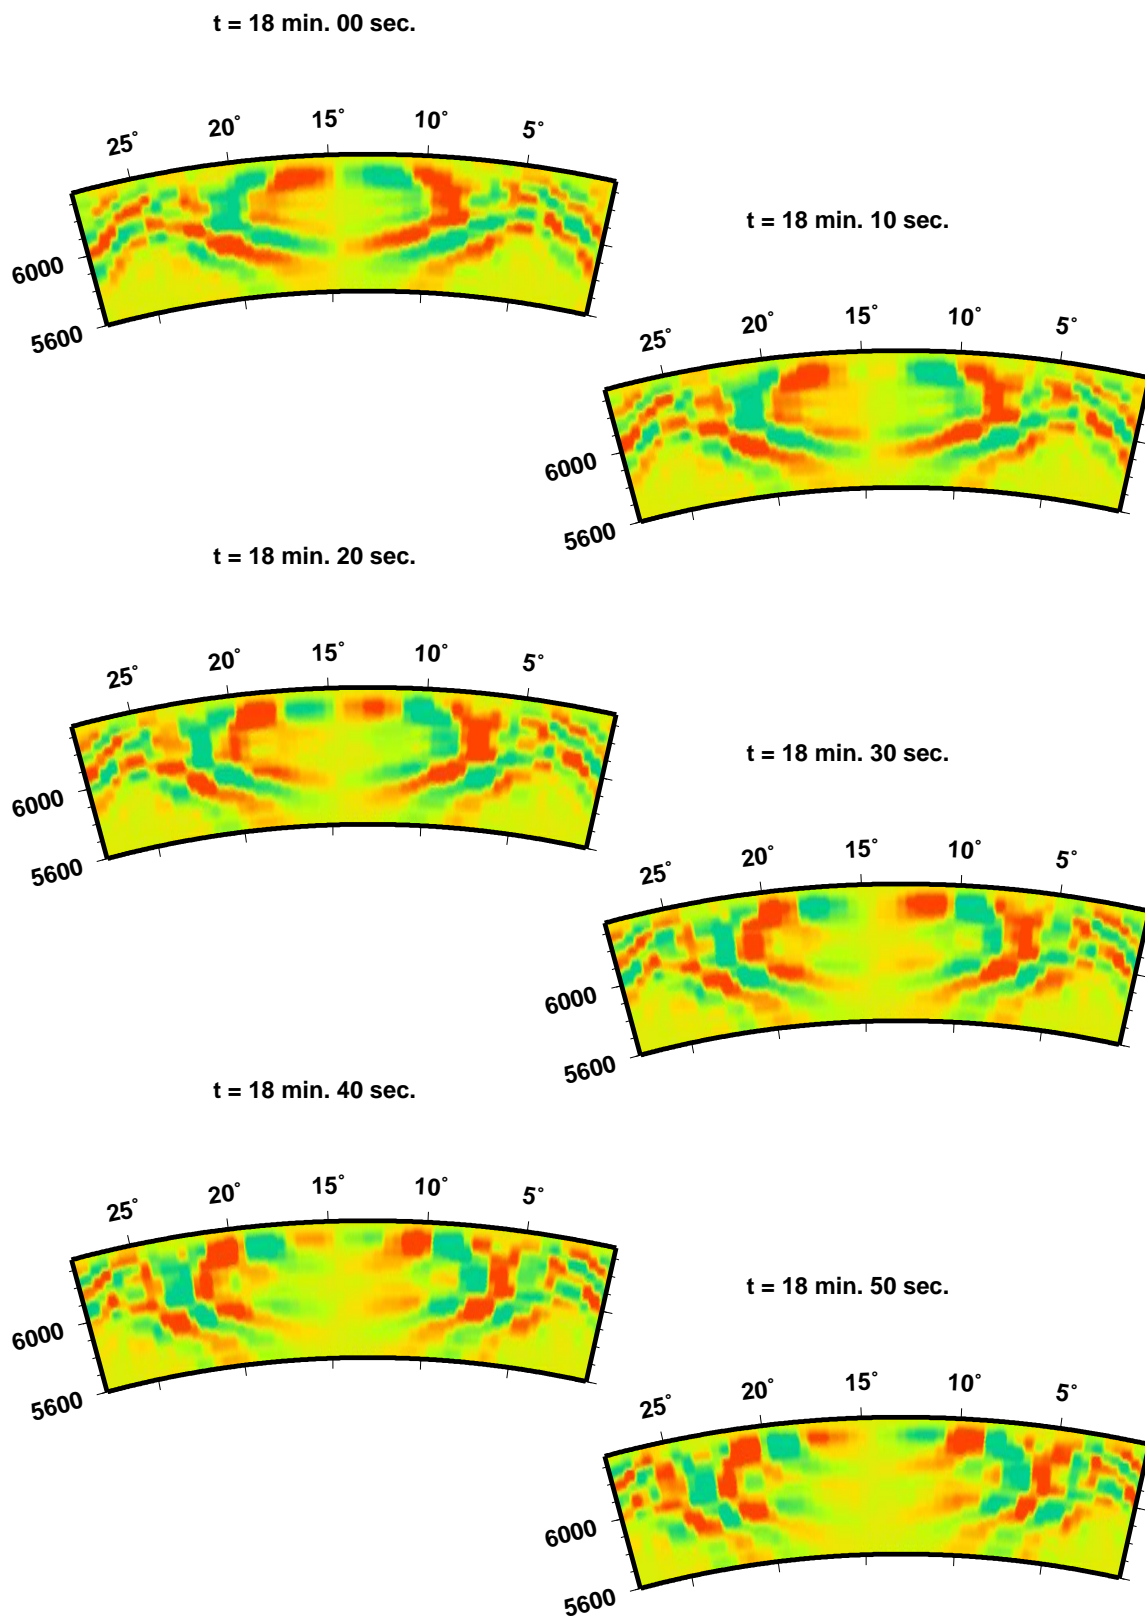 t = 18 min. 00 sec.
25° 20° 15° 10° 5°
6000
5600
t = 18 min. 10 sec.
25° 20° 15° 10° 5°
6000
5600
t = 18 min. 20 sec.
25° 20° 15° 10° 5°
6000
5600
t = 18 min. 30 sec.
25° 20° 15° 10° 5°
6000
5600
t = 18 min. 40 sec.
25° 20° 15° 10° 5°
6000
5600
t = 18 min. 50 sec.
25° 20° 15° 10° 5°
6000
5600